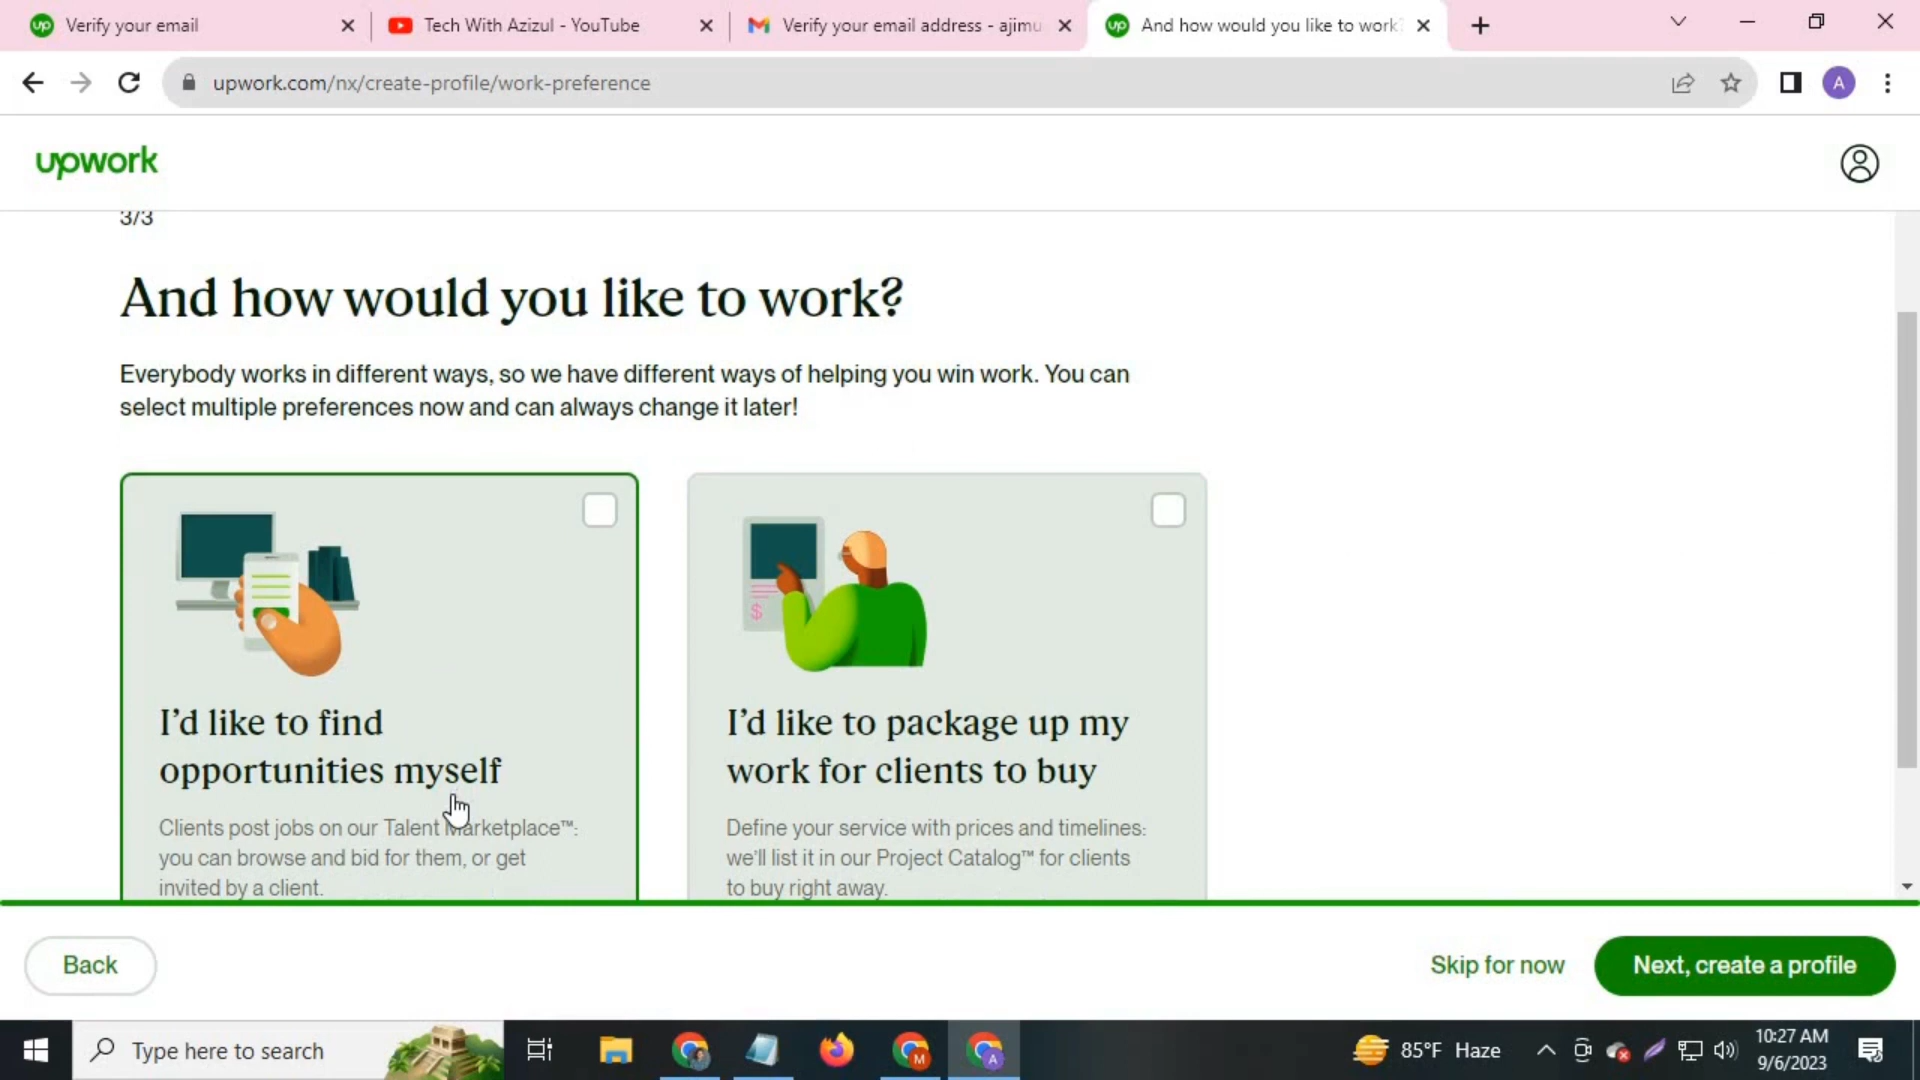 Verify your email
Tech With Azizul - YouTube
Verify your email address - ajimu
And how would you like to work?
upwork.com/nx/create-profile/work-preference
A
upwork
3/3
And how would you like to work?
Everybody works in different ways, so we have different ways of helping you win work. You can
select multiple preferences now and can always change it later!
$
I'd like to find
opportunities myself
Clients post jobs on our Talent Marketplace™:
you can browse and bid for them, or get
invited by a client.
I'd like to package up my
work for clients to buy
Define your service with prices and timelines:
we'll list it in our Project Catalog™ for clients
to buy right away.
Back
Skip for now
Next, create a profile
Type here to search
M
A
85°F Haze
10:27 AM
9/6/2023